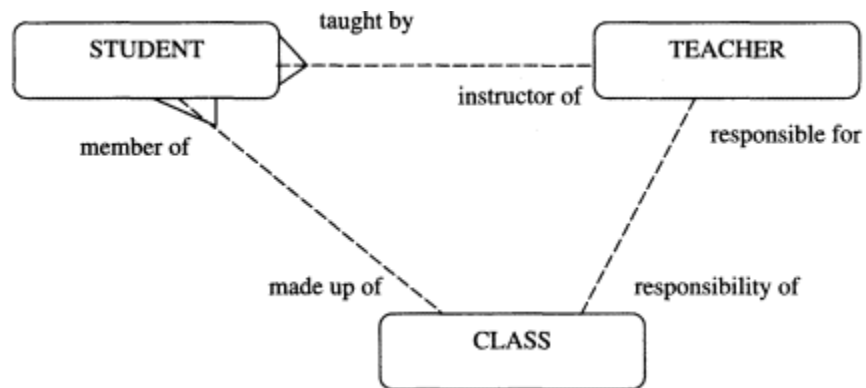 taught by
STUDENT
TEACHER
instructor of
member of
responsible for
made up of
responsibility of
CLASS